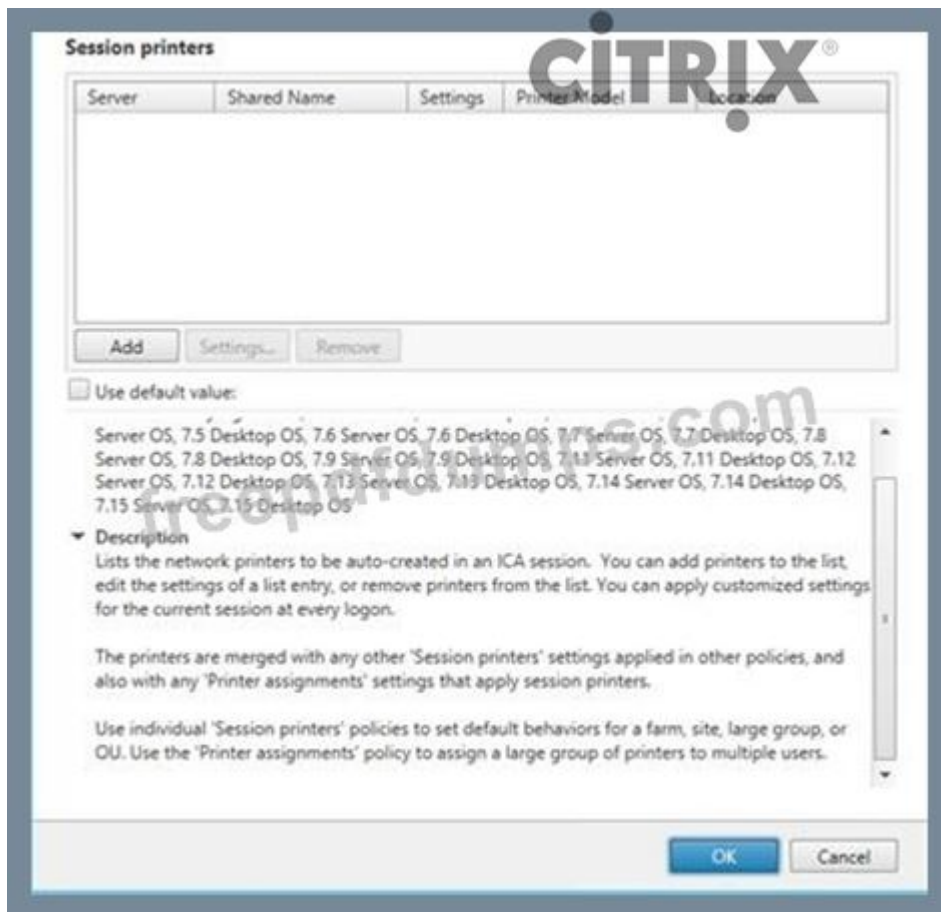 Session printers
CİTRIX®
Server Shared Name Settings Printer Model Location
Add Settings... Remove
Use default value:
Server OS, 7.5 Desktop OS, 7.6 Server OS, 7.6 Desktop OS, 7.7 Server OS, 7.7 Desktop OS, 7.8
Server OS, 7.8 Desktop OS, 7.9 Server OS, 7.9 Desktop OS, 7.11 Server OS, 7.11 Desktop OS, 7.12
Server OS, 7.12 Desktop OS, 7.13 Server OS, 7.13 Desktop OS, 7.14 Server OS, 7.14 Desktop OS,
7.15 Server OS, 7.15 Desktop OS
freepdfdumps.com
Description
Lists the network printers to be auto-created in an ICA session. You can add printers to the list,
edit the settings of a list entry, or remove printers from the list. You can apply customized settings
for the current session at every logon.
The printers are merged with any other 'Session printers' settings applied in other policies, and
also with any 'Printer assignments' settings that apply session printers.
Use individual 'Session printers' policies to set default behaviors for a farm, site, large group, or
OU. Use the 'Printer assignments' policy to assign a large group of printers to multiple users.
OK Cancel